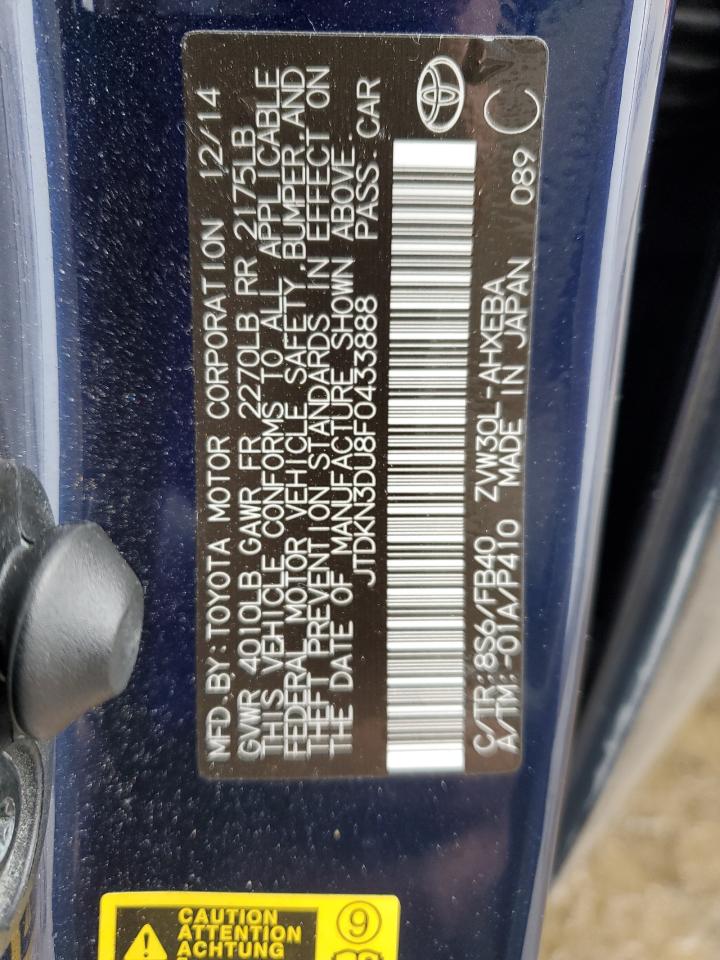 MFD. BY: TOYOTA MOTOR CORPORATION 12/14
GVWR 4010LB GAWR FR 2270LB RR 2175LB
THIS VEHICLE CONFORMS TO ALL APPLICABLE
FEDERAL MOTOR VEHICLE SAFETY, BUMPER, AND
THEFT PREVENTION STANDARDS IN EFFECT ON
THE DATE OF MANUFACTURE SHOWN ABOVE.
JTDKN3DU8F0433888 PASS. CAR
C/TR: 8S6/FB40 ZVW30L-AHXEBA
A/TM: -01A/P410 MADE IN JAPAN 089 C
CAUTION
ATTENTION
ACHTUNG
9